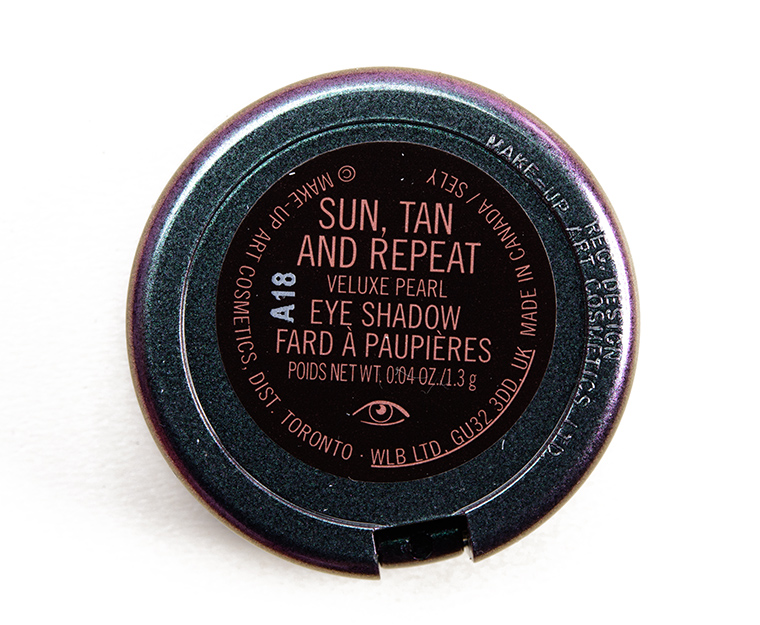 SUN, TAN
AND REPEAT
VELUXE PEARL
EYE SHADOW
FARD À PAUPIÈRES
POIDS NET WT. 0.04 OZ./1.3 g
A18
© MAKE-UP ART COSMETICS, DIST. TORONTO · WLB LTD, GU32 3DD, UK MADE IN CANADA / SELY
MAKE-UP ART COSMETICS LTD
REG DESIGN